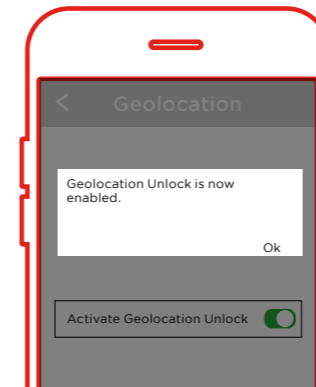 Geolocation
Geolocation Unlock is now
enabled.
Ok
Activate Geolocation Unlock